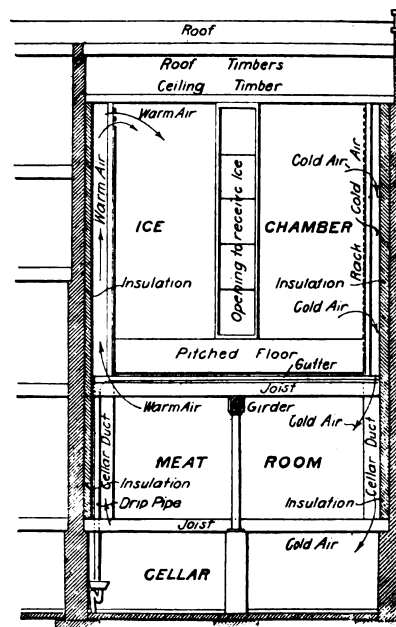 Roof
Roof Timbers
Ceiling Timber
Warm Air
Warm Air
Cold Air
Cold Air
Rack
ICE CHAMBER
Opening to receive Ice
Insulation
Insulation
Cold Air
Pitched Floor
Gutter
Joist
Warm Air
Girder
Cold Air
Cellar Duct
Cellar Duct
MEAT ROOM
Insulation
Drip Pipe
Insulation
Joist
Cold Air
CELLAR